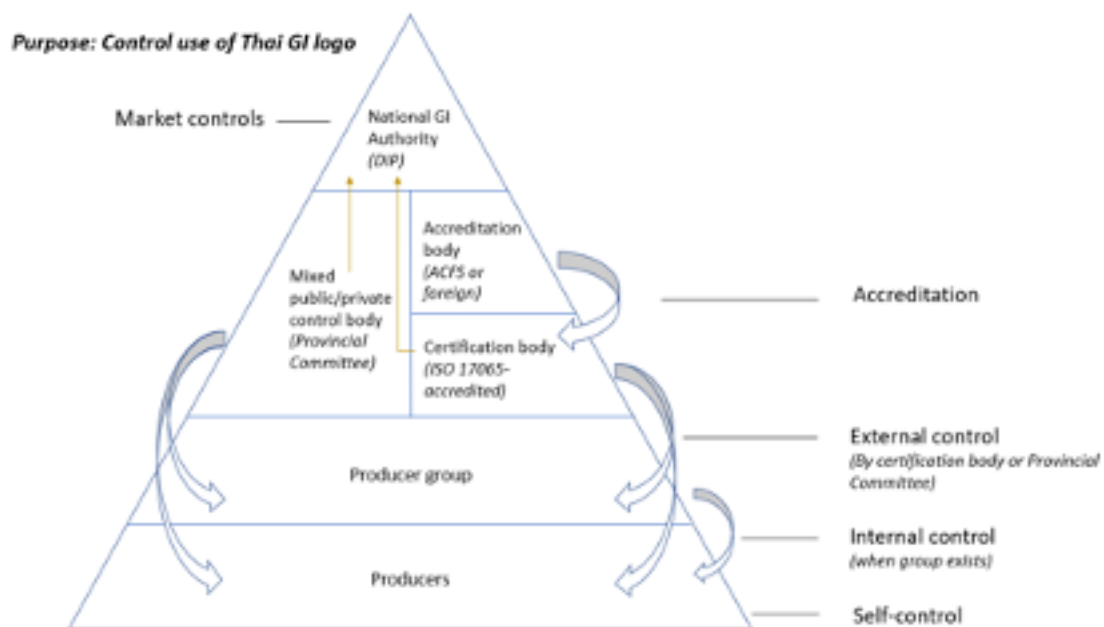 Purpose: Control use of Thai GI logo
Market controls
National GI
Authority
(DIP)
Accreditation
body
(ACFS or
foreign)
Mixed
public/private
control body
(Provincial
Committee)
Certification body
(ISO 17065-
accredited)
Accreditation
Producer group
External control
(By certification body or Provincial
Committee)
Internal control
(when group exists)
Producers
Self-control